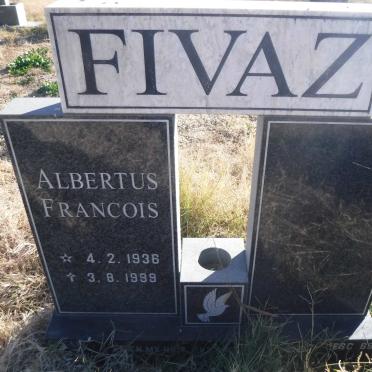 FIVAZ
ALBERTUS
FRANCOIS
☆ 4.2.1936
✝ 3.8.1999